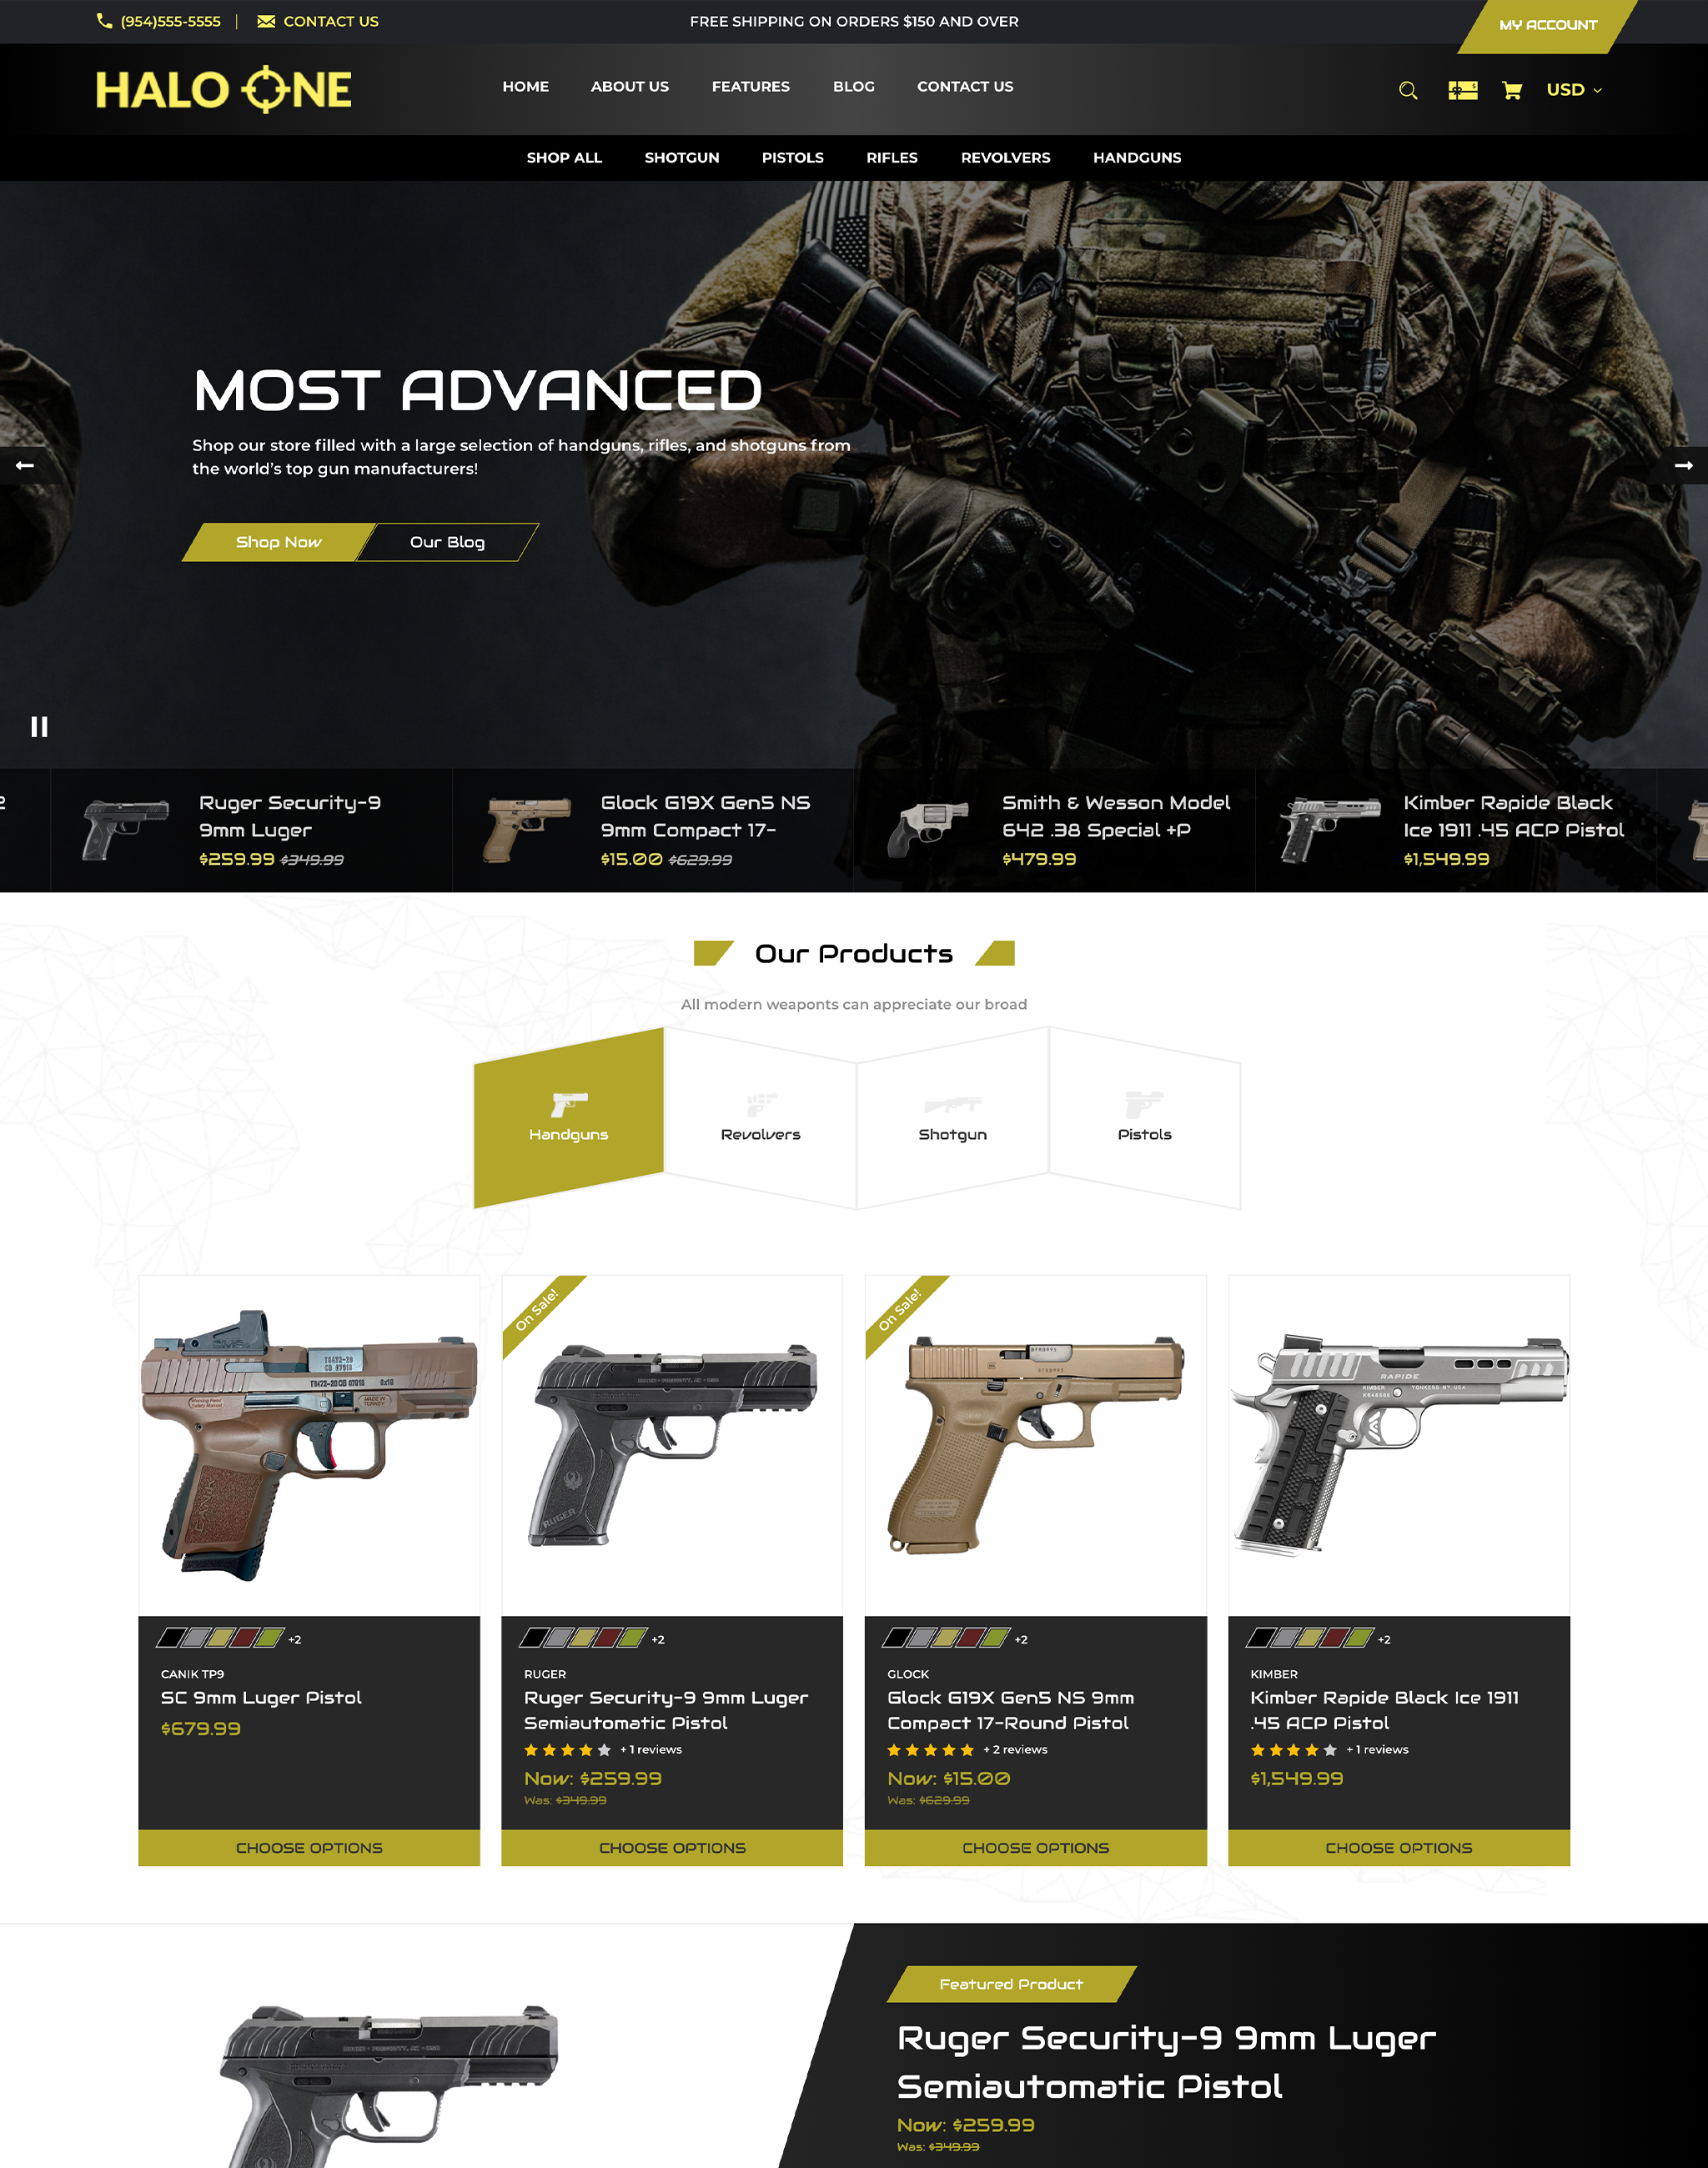 (954)555-5555
CONTACT US
FREE SHIPPING ON ORDERS $150 AND OVER
MY ACCOUNT
HALO ONE
HOME
ABOUT US
FEATURES
BLOG
CONTACT US
USD
SHOP ALL
SHOTGUN
PISTOLS
RIFLES
REVOLVERS
HANDGUNS
MOST ADVANCED
Shop our store filled with a large selection of handguns, rifles, and shotguns from
the world's top gun manufacturers!
Shop Now
Our Blog
Ruger Security-9
9mm Luger
$259.99 $349.99
Glock G19X Gen5 NS
9mm Compact 17-
$15.00 $629.99
Smith & Wesson Model
642 .38 Special +P
$479.99
Kimber Rapide Black
Ice 1911 .45 ACP Pistol
$1,549.99
Our Products
All modern weaponts can appreciate our broad
Handguns
Revolvers
Shotgun
Pistols
On Sale!
On Sale!
MADE IN
TURKEY
CANIK
RUGER
RAPIDE
KIMBER
YONKERS NY USA
+2
CANIK TP9
SC 9mm Luger Pistol
$679.99
CHOOSE OPTIONS
+2
RUGER
Ruger Security-9 9mm Luger
Semiautomatic Pistol
+ 1 reviews
Now: $259.99
Was: $349.99
CHOOSE OPTIONS
+2
GLOCK
Glock G19X Gen5 NS 9mm
Compact 17-Round Pistol
+ 2 reviews
Now: $15.00
Was: $629.99
CHOOSE OPTIONS
+2
KIMBER
Kimber Rapide Black Ice 1911
.45 ACP Pistol
+ 1 reviews
$1,549.99
CHOOSE OPTIONS
Featured Product
Ruger Security-9 9mm Luger
Semiautomatic Pistol
Now: $259.99
Was: $349.99